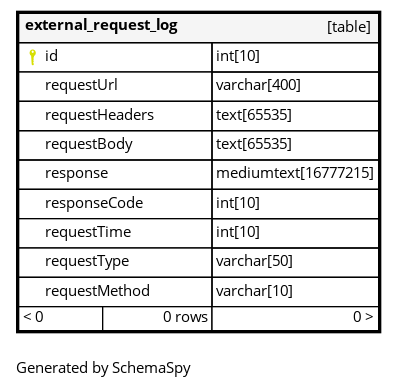 external_request_log [table]
id int[10]
requestUrl varchar[400]
requestHeaders text[65535]
requestBody text[65535]
response mediumtext[16777215]
responseCode int[10]
requestTime int[10]
requestType varchar[50]
requestMethod varchar[10]
< 0 0 rows 0 >
Generated by SchemaSpy